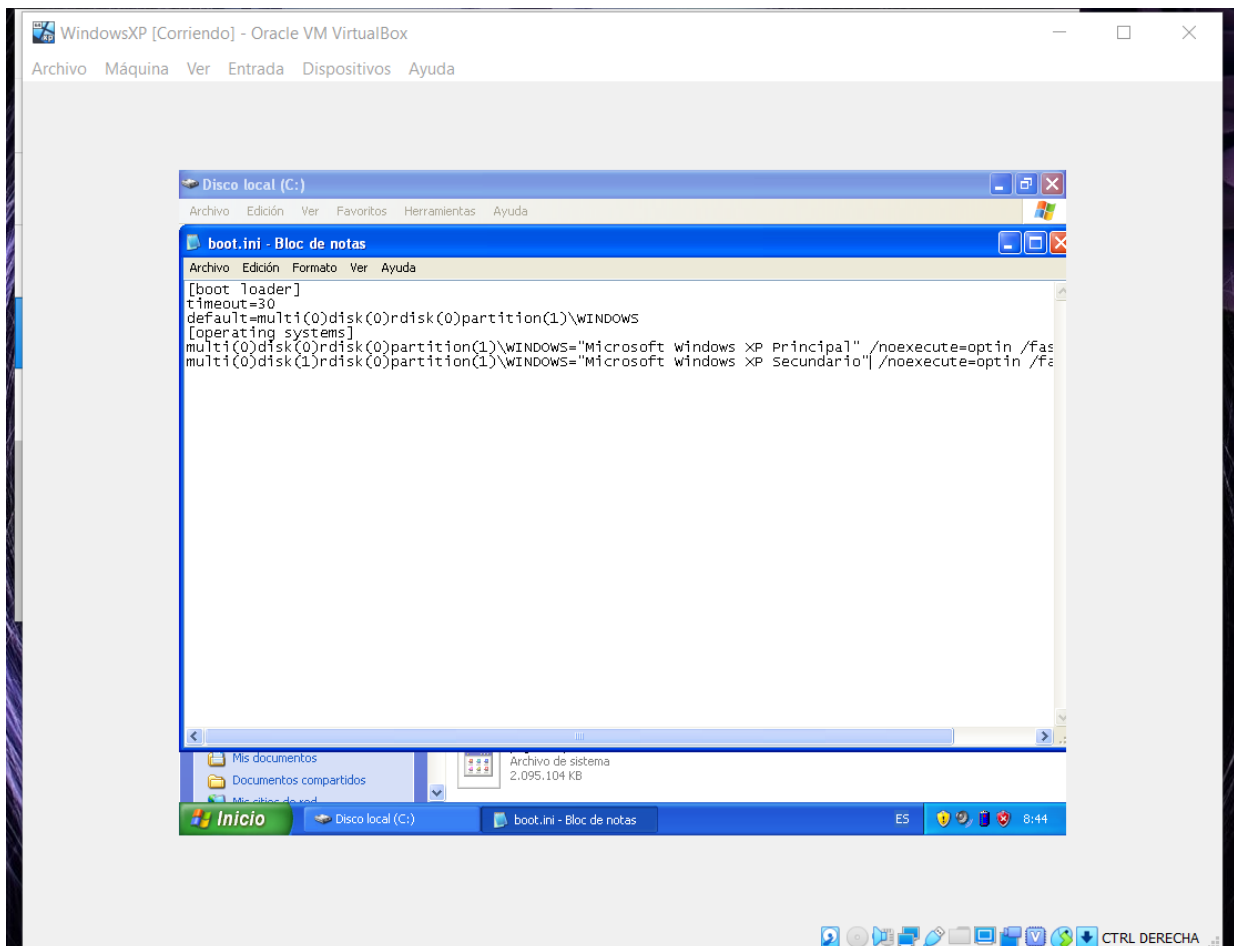 WindowsXP [Corriendo] - Oracle VM VirtualBox
Archivo Máquina Ver Entrada Dispositivos Ayuda
Disco local (C:)
Archivo Edición Ver Favoritos Herramientas Ayuda
boot.ini - Bloc de notas
Archivo Edición Formato Ver Ayuda
[boot loader]
timeout=30
default=multi(0)disk(0)rdisk(0)partition(1)\WINDOWS
[operating systems]
multi(0)disk(0)rdisk(0)partition(1)\WINDOWS="Microsoft Windows XP Principal" /noexecute=optin /fas
multi(0)disk(1)rdisk(0)partition(1)\WINDOWS="Microsoft Windows XP Secundario" /noexecute=optin /fa
Mis documentos
Archivo de sistema
Documentos compartidos
2.095.104 KB
Mis sitios de red
Inicio
Disco local (C:)
boot.ini - Bloc de notas
ES
8:44
CTRL DERECHA